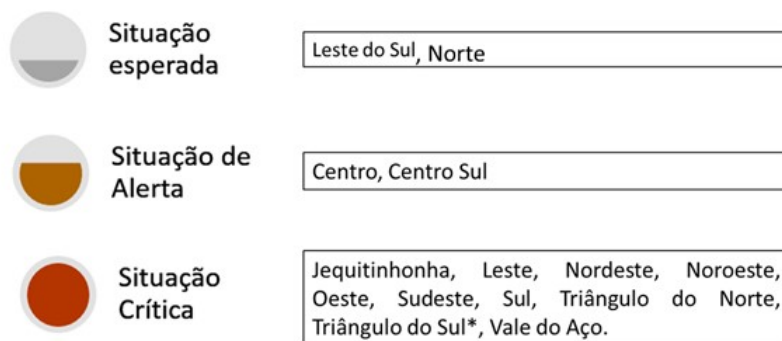 Situação
esperada
Leste do Sul, Norte
Situação de
Alerta
Centro, Centro Sul
Situação
Crítica
Jequitinhonha, Leste, Nordeste, Noroeste,
Oeste, Sudeste, Sul, Triângulo do Norte,
Triângulo do Sul*, Vale do Aço.